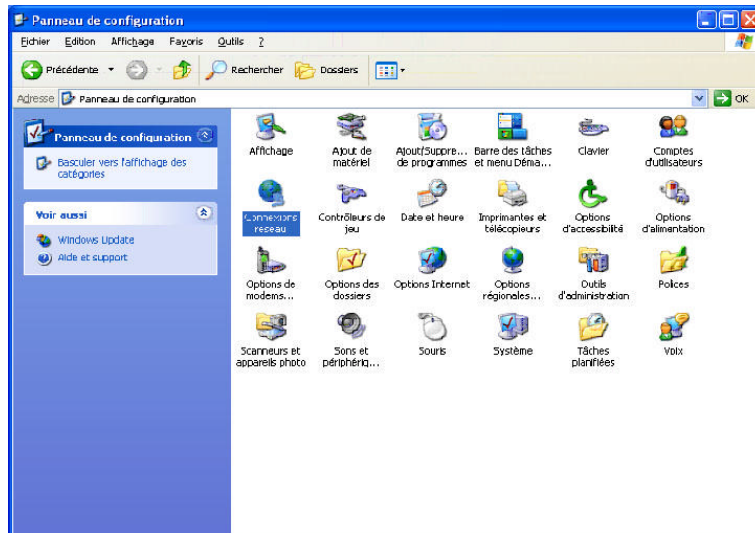 Panneau de configuration
Fichier Edition Affichage Favoris Outils ?
Précédente Rechercher Dossiers
Adresse Panneau de configuration OK
Panneau de configuration
Basculer vers l'affichage des
catégories
Voir aussi
Windows Update
Aide et support
Affichage
Ajout de
matériel
Ajout/Suppre...
de programmes
Barre des tâches
et menu Déma...
Clavier
Comptes
d'utilisateurs
Connexions
réseau
Contrôleurs de
jeu
Date et heure
Imprimantes et
télécopieurs
Options
d'accessibilité
Options
d'alimentation
Options de
modems...
Options des
dossiers
Options Internet
Options
régionales...
Outils
d'administration
Polices
Scanneurs et
appareils photo
Sons et
périphériq...
Souris
Système
Tâches
planifiées
Voix